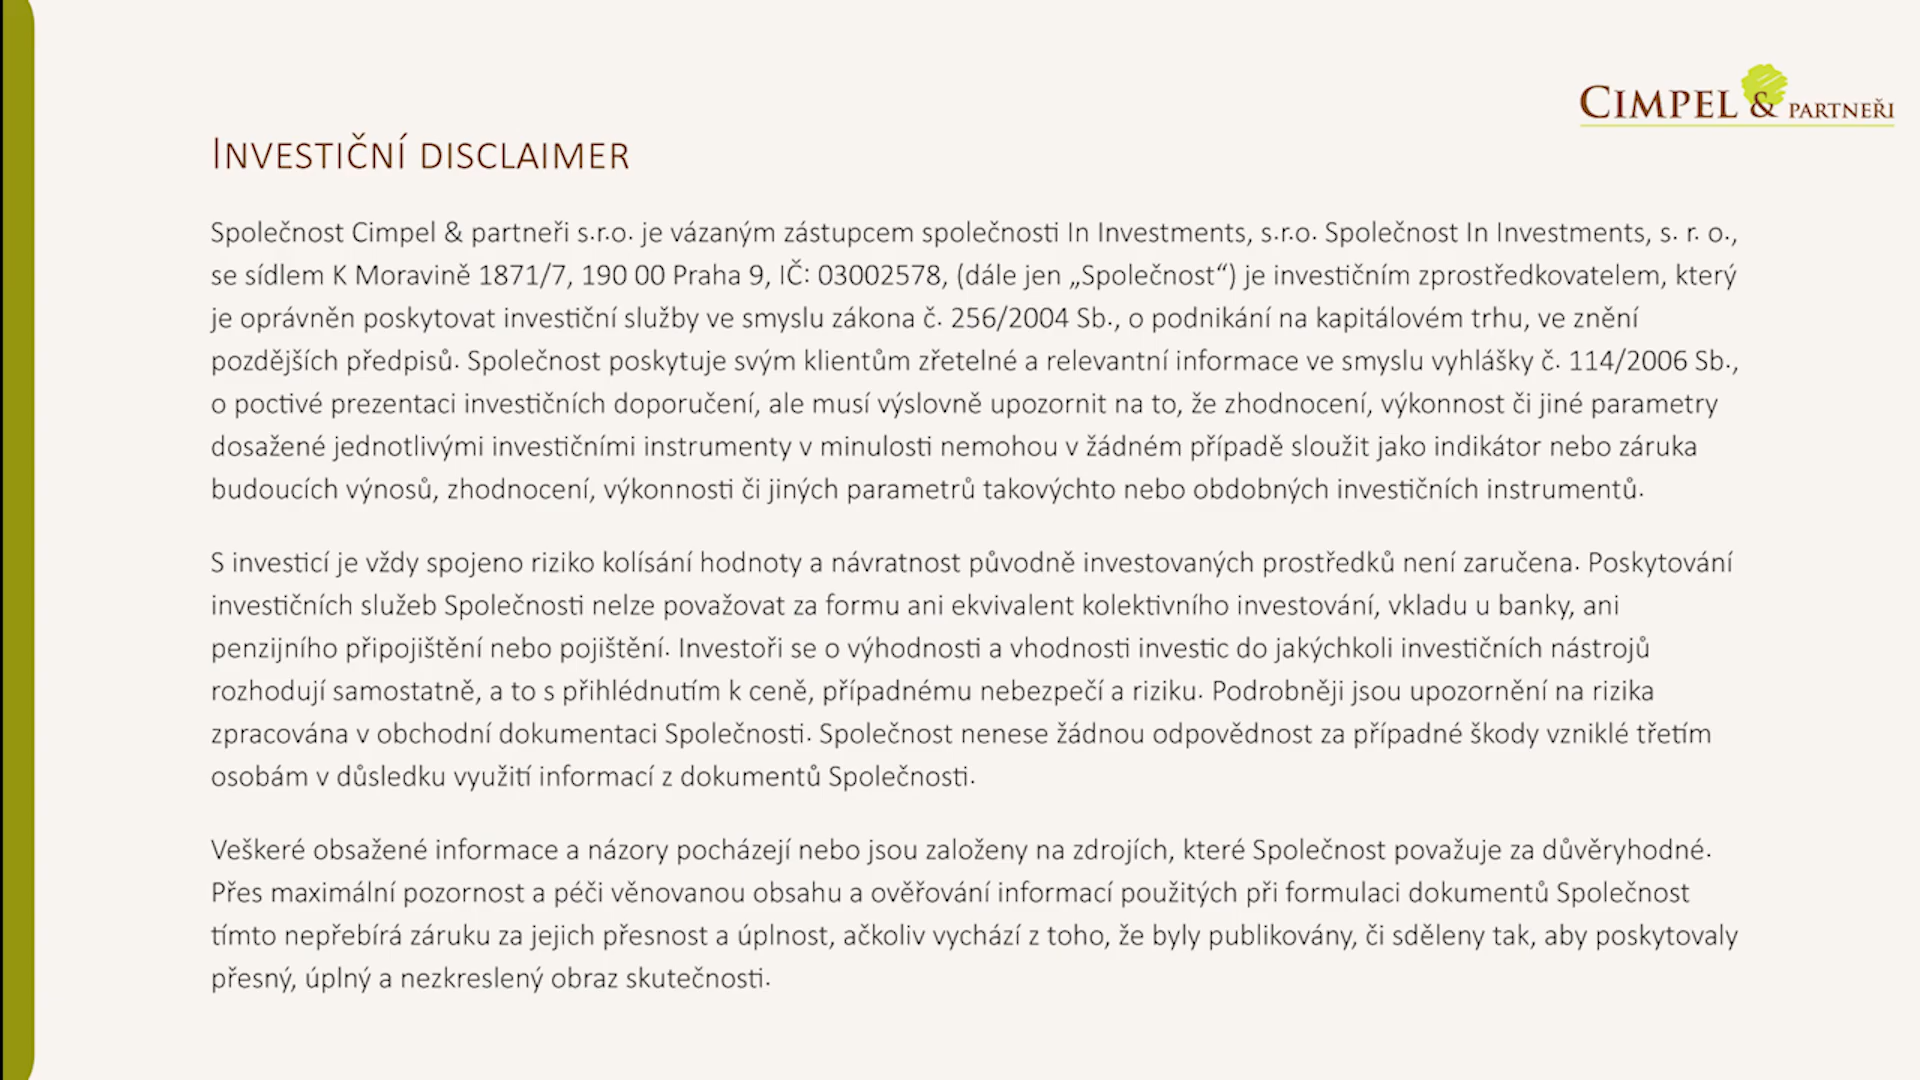 CIMPEL & PARTNEŘI
INVESTIČNÍ DISCLAIMER
Společnost Cimpel & partneři s.r.o. je vázaným zástupcem společnosti In Investments, s.r.o. Společnost In Investments, s. r. o.,
se sídlem K Moravině 1871/7, 190 00 Praha 9, IČ: 03002578, (dále jen „Společnost“) je investičním zprostředkovatelem, který
je oprávněn poskytovat investiční služby ve smyslu zákona č. 256/2004 Sb., o podnikání na kapitálovém trhu, ve znění
pozdějších předpisů. Společnost poskytuje svým klientům zřetelné a relevantní informace ve smyslu vyhlášky č. 114/2006 Sb.,
o poctivé prezentaci investičních doporučení, ale musí výslovně upozornit na to, že zhodnocení, výkonnost či jiné parametry
dosažené jednotlivými investičními instrumenty v minulosti nemohou v žádném případě sloužit jako indikátor nebo záruka
budoucích výnosů, zhodnocení, výkonnosti či jiných parametrů takovýchto nebo obdobných investičních instrumentů.
S investicí je vždy spojeno riziko kolísání hodnoty a návratnost původně investovaných prostředků není zaručena. Poskytování
investičních služeb Společnosti nelze považovat za formu ani ekvivalent kolektivního investování, vkladu u banky, ani
penzijního připojištění nebo pojištění. Investoři se o výhodnosti a vhodnosti investic do jakýchkoli investičních nástrojů
rozhodují samostatně, a to s přihlédnutím k ceně, případnému nebezpečí a riziku. Podrobněji jsou upozornění na rizika
zpracována v obchodní dokumentaci Společnosti. Společnost nenese žádnou odpovědnost za případné škody vzniklé třetím
osobám v důsledku využití informací z dokumentů Společnosti.
Veškeré obsažené informace a názory pocházejí nebo jsou založeny na zdrojích, které Společnost považuje za důvěryhodné.
Přes maximální pozornost a péči věnovanou obsahu a ověřování informací použitých při formulaci dokumentů Společnost
tímto nepřebírá záruku za jejich přesnost a úplnost, ačkoliv vychází z toho, že byly publikovány, či sděleny tak, aby poskytovaly
přesný, úplný a nezkreslený obraz skutečnosti.